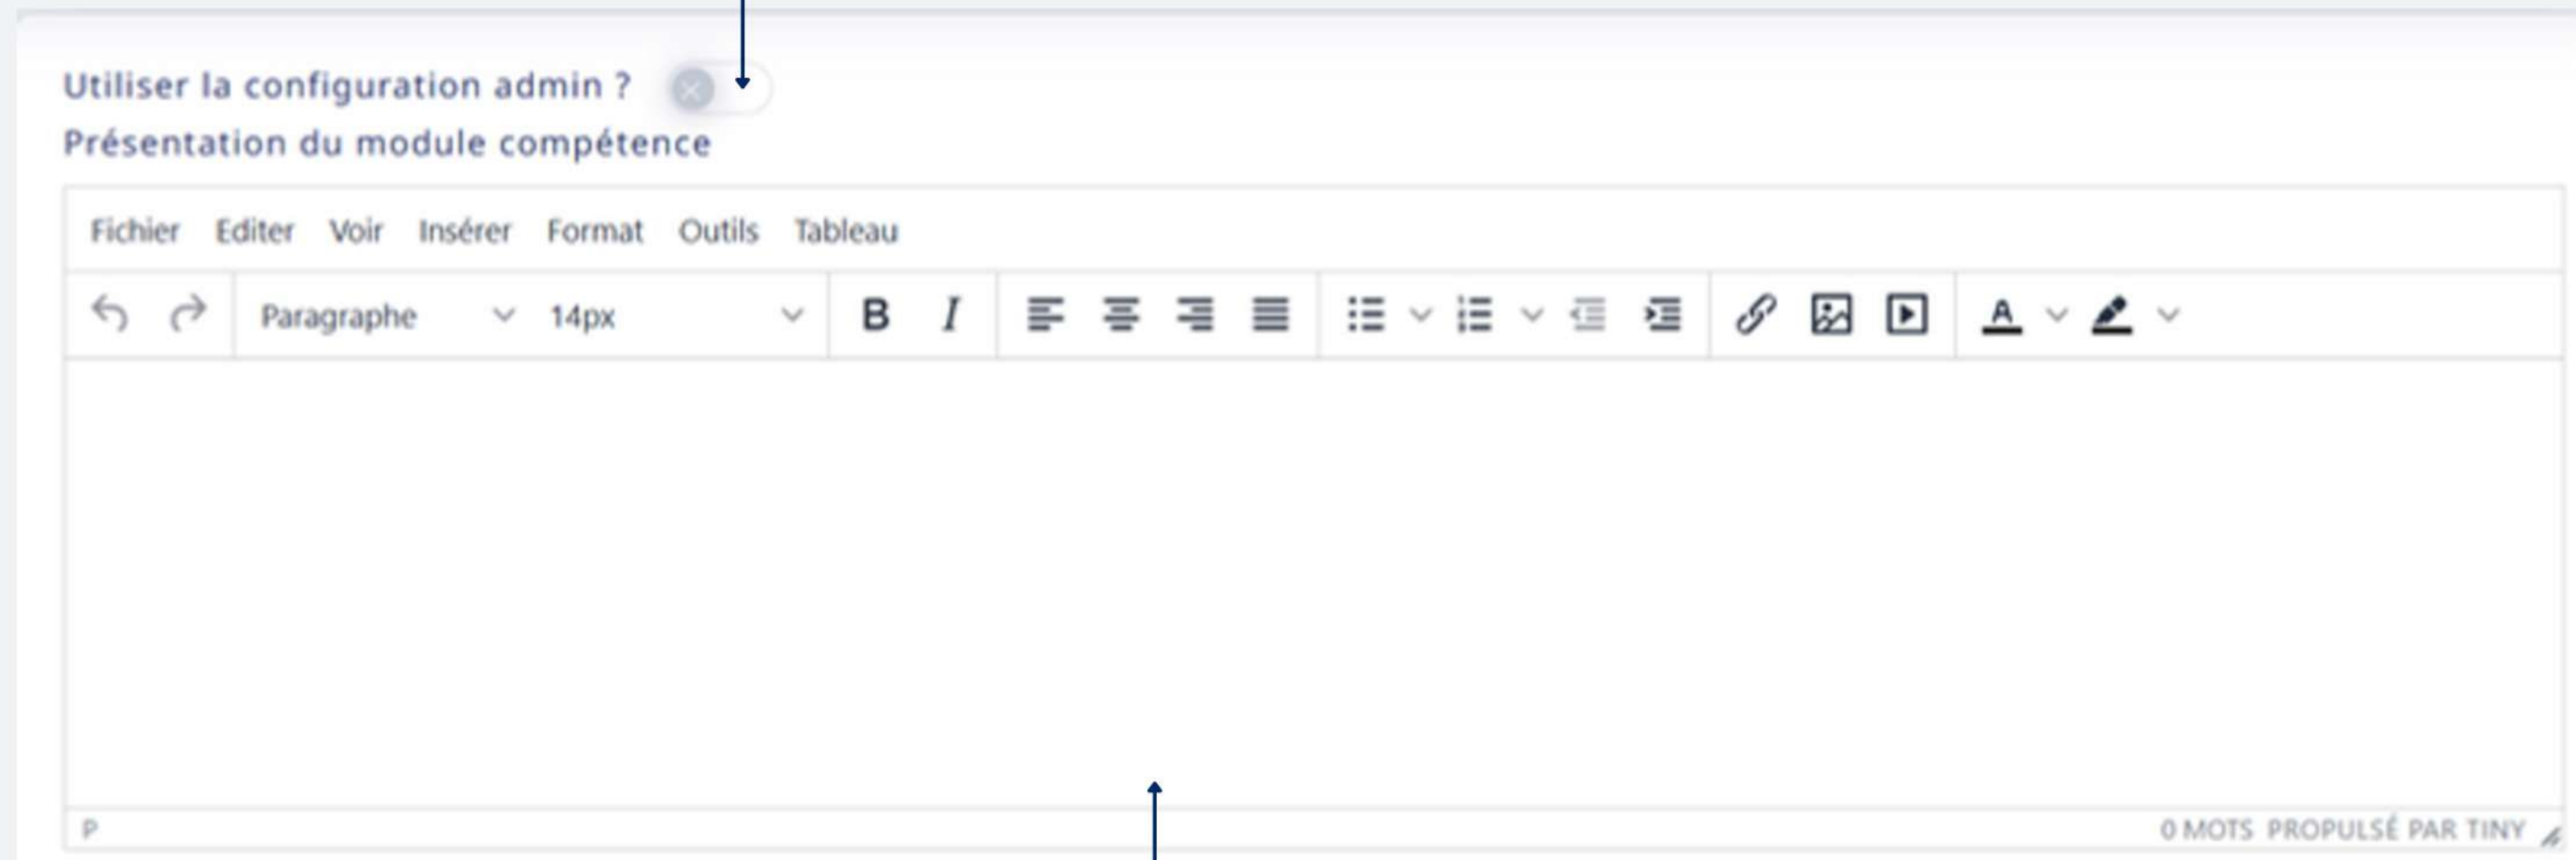 Utiliser la configuration admin ?
Présentation du module compétence
Fichier Editer Voir Insérer Format Outils Tableau
Paragraphe 14px B I A
P 0 MOTS PROPULSÉ PAR TINY